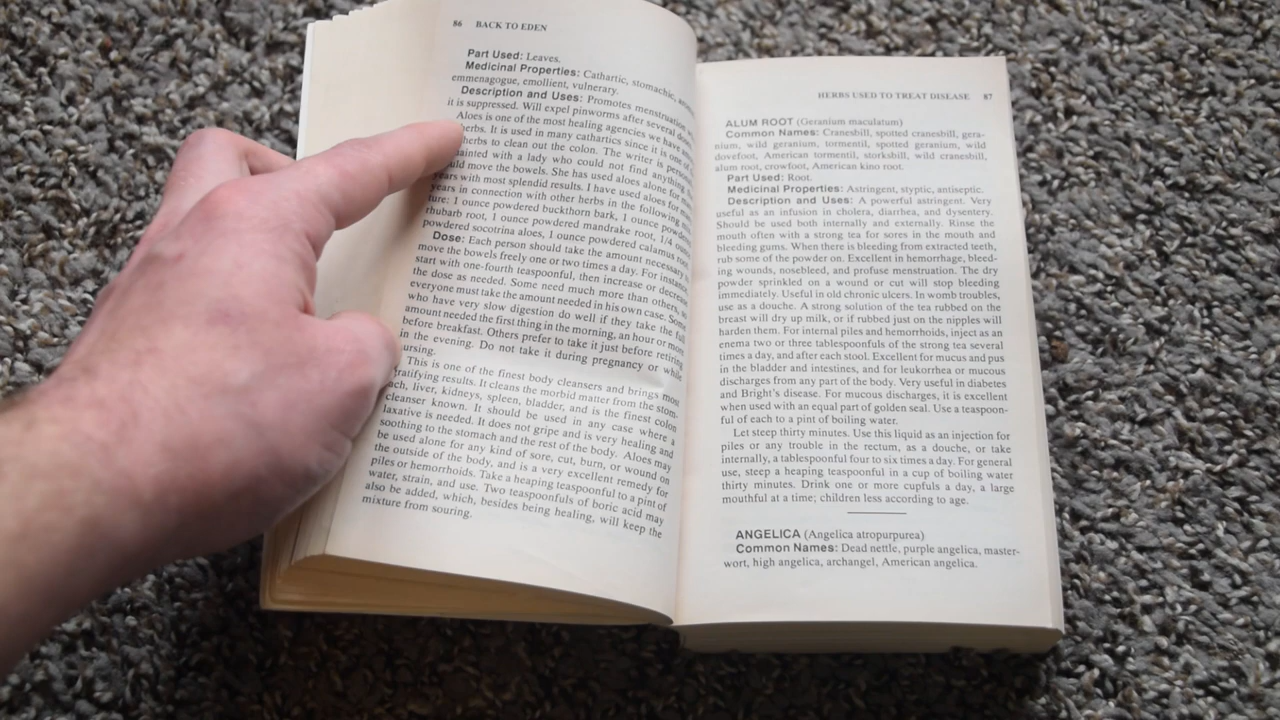 86 BACK TO EDEN
Part Used: Leaves.
Medicinal Properties: Cathartic, stomachic,
emmenagogue, emollient, vulnerary.
Description and Uses: Promotes menstruation
it is suppressed. Will expel pinworms after several
Aloes is one of the most healing agencies we have
herbs. It is used in many cathartics since it is one of
herbs to clean out the colon. The writer is
with a lady who could not find anything
move the bowels. She has used aloes alone for
years with most splendid results. I have used aloes for
years in connection with other herbs in the following
ture: 1 ounce powdered buckthorn bark, 1 ounce
rhubarb root, 1 ounce powdered mandrake root, 1/4
powdered socotrina aloes, 1 ounce powdered calamus root.
Dose: Each person should take the amount necessary
move the bowels freely one or two times a day. For instance
start with one-fourth teaspoonful, then increase or decrease
the dose as needed. Some need much more than others,
everyone must take the amount needed in his own case. Some
who have very slow digestion do well if they take the full
amount needed the first thing in the morning, an hour or more
before breakfast. Others prefer to take it just before retiring
in the evening. Do not take it during pregnancy or while
ursing.
This is one of the finest body cleansers and brings most
gratifying results. It cleans the morbid matter from the stom-
ach, liver, kidneys, spleen, bladder, and is the finest colon
cleanser known. It should be used in any case where a
laxative is needed. It does not gripe and is very healing and
soothing to the stomach and the rest of the body. Aloes may
be used alone for any kind of sore, cut, burn, or wound on
the outside of the body, and is a very excellent remedy for
piles or hemorrhoids. Take a heaping teaspoonful to a pint of
water, strain, and use. Two teaspoonfuls of boric acid may
also be added, which, besides being healing, will keep the
mixture from souring.
HERBS USED TO TREAT DISEASE 87
ALUM ROOT (Geranium maculatum)
Common Names: Cranesbill, spotted cranesbill, gera-
nium, wild geranium, tormentil, spotted geranium, wild
dovefoot, American tormentil, storksbill, wild cranesbill,
alum root, crowfoot, American kino root.
Part Used: Root.
Medicinal Properties: Astringent, styptic, antiseptic.
Description and Uses: A powerful astringent. Very
useful as an infusion in cholera, diarrhea, and dysentery.
Should be used both internally and externally. Rinse the
mouth often with a strong tea for sores in the mouth and
bleeding gums. When there is bleeding from extracted teeth,
rub some of the powder on. Excellent in hemorrhage, bleed-
ing wounds, nosebleed, and profuse menstruation. The dry
powder sprinkled on a wound or cut will stop bleeding
immediately. Useful in old chronic ulcers. In womb troubles,
use as a douche. A strong solution of the tea rubbed on the
breast will dry up milk, or if rubbed just on the nipples will
harden them. For internal piles and hemorrhoids, inject as an
enema two or three tablespoonfuls of the strong tea several
times a day, and after each stool. Excellent for mucus and pus
in the bladder and intestines, and for leukorrhea or mucous
discharges from any part of the body. Very useful in diabetes
and Bright's disease. For mucous discharges, it is excellent
when used with an equal part of golden seal. Use a teaspoon-
ful of each to a pint of boiling water.
Let steep thirty minutes. Use this liquid as an injection for
piles or any trouble in the rectum, as a douche, or take
internally, a tablespoonful four to six times a day. For general
use, steep a heaping teaspoonful in a cup of boiling water
thirty minutes. Drink one or more cupfuls a day, a large
mouthful at a time; children less according to age.
ANGELICA (Angelica atropurpurea)
Common Names: Dead nettle, purple angelica, master-
wort, high angelica, archangel, American angelica.